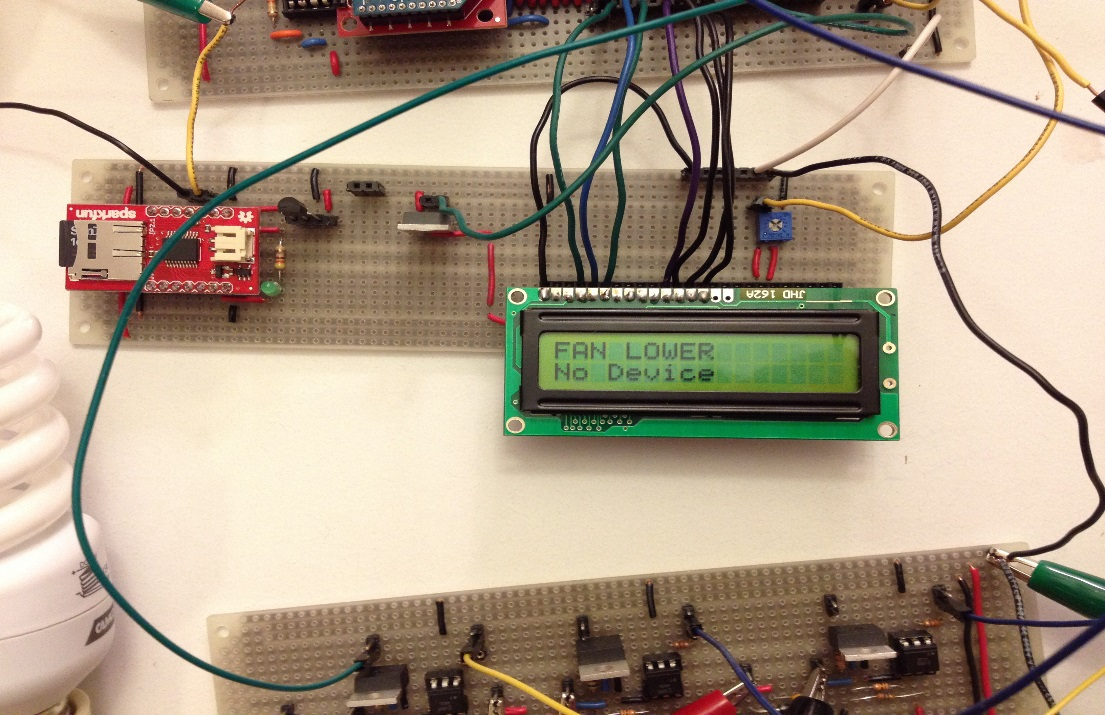 sparkfun
JHD 162A
FAN LOWER
No Device